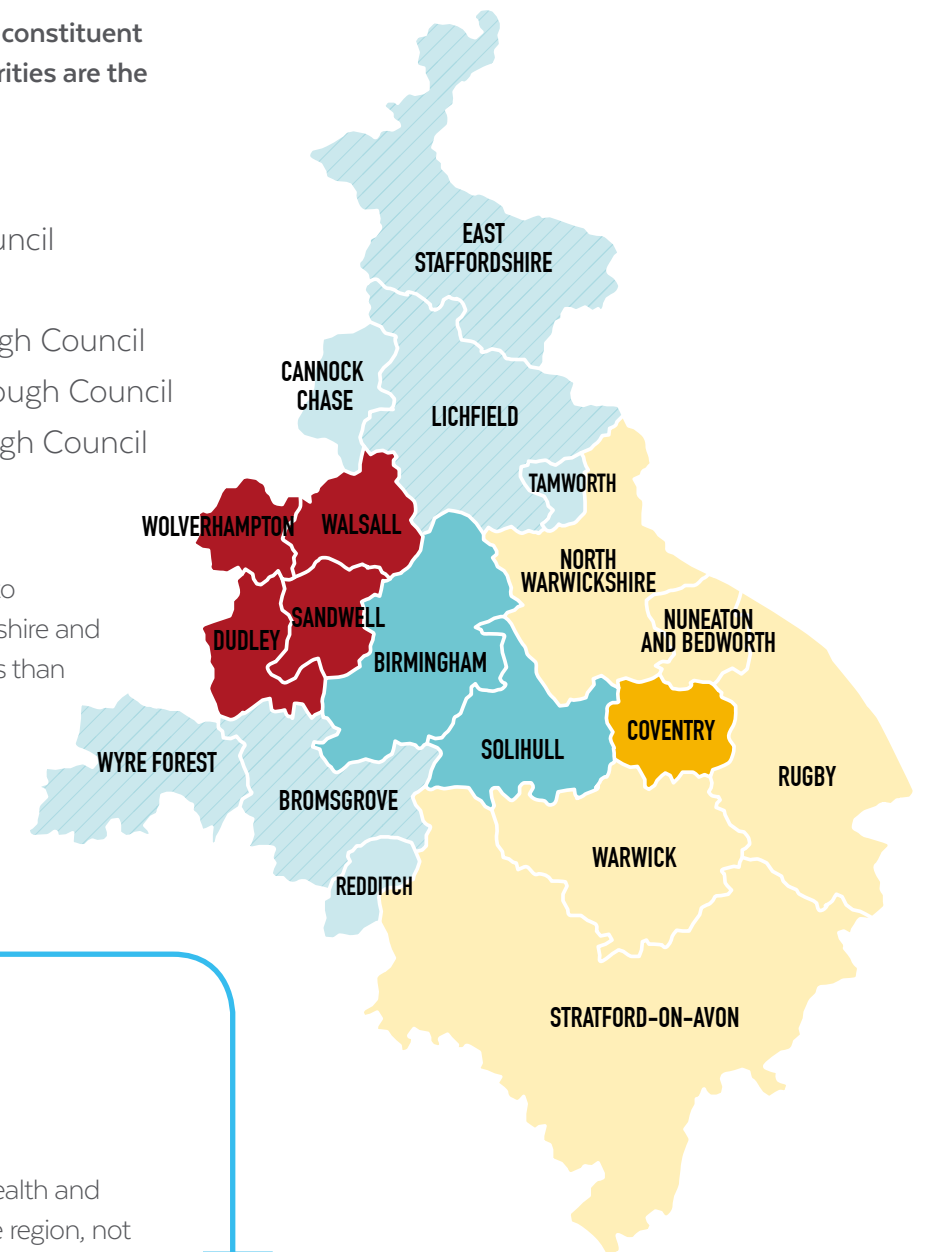 constituent
rities are the
uncil
gh Council
ough Council
gh Council
to
shire and
s than
ealth and
e region, not
EAST
STAFFORDSHIRE
CANNOCK
CHASE
LICHFIELD
TAMWORTH
WOLVERHAMPTON
WALSALL
NORTH
WARWICKSHIRE
SANDWELL
DUDLEY
NUNEATON
AND BEDWORTH
BIRMINGHAM
COVENTRY
SOLIHULL
WYRE FOREST
RUGBY
BROMSGROVE
WARWICK
REDDITCH
STRATFORD-ON-AVON